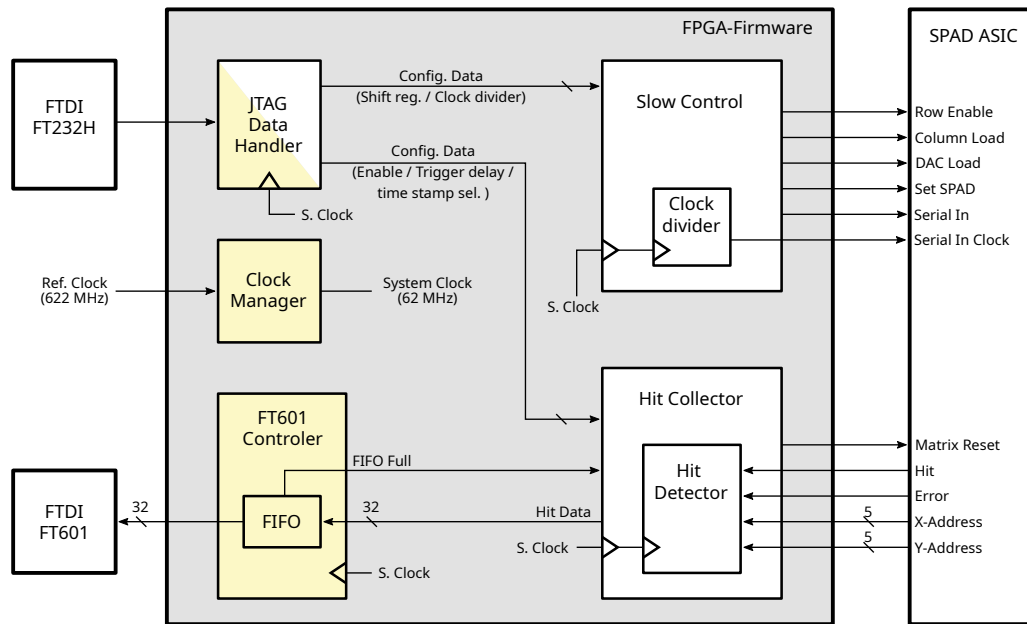 FPGA-Firmware
SPAD ASIC
FTDI
FT232H
JTAG
Data
Handler
S. Clock
Config. Data
(Shift reg. / Clock divider)
Config. Data
(Enable / Trigger delay /
time stamp sel. )
Slow Control
Clock
divider
S. Clock
Row Enable
Column Load
DAC Load
Set SPAD
Serial In
Serial In Clock
Ref. Clock
(622 MHz)
Clock
Manager
System Clock
(62 MHz)
FT601
Controler
FIFO
FIFO Full
32
Hit Data
S. Clock
S. Clock
Hit Collector
Hit
Detector
Matrix Reset
Hit
Error
5
X-Address
5
Y-Address
32
FTDI
FT601